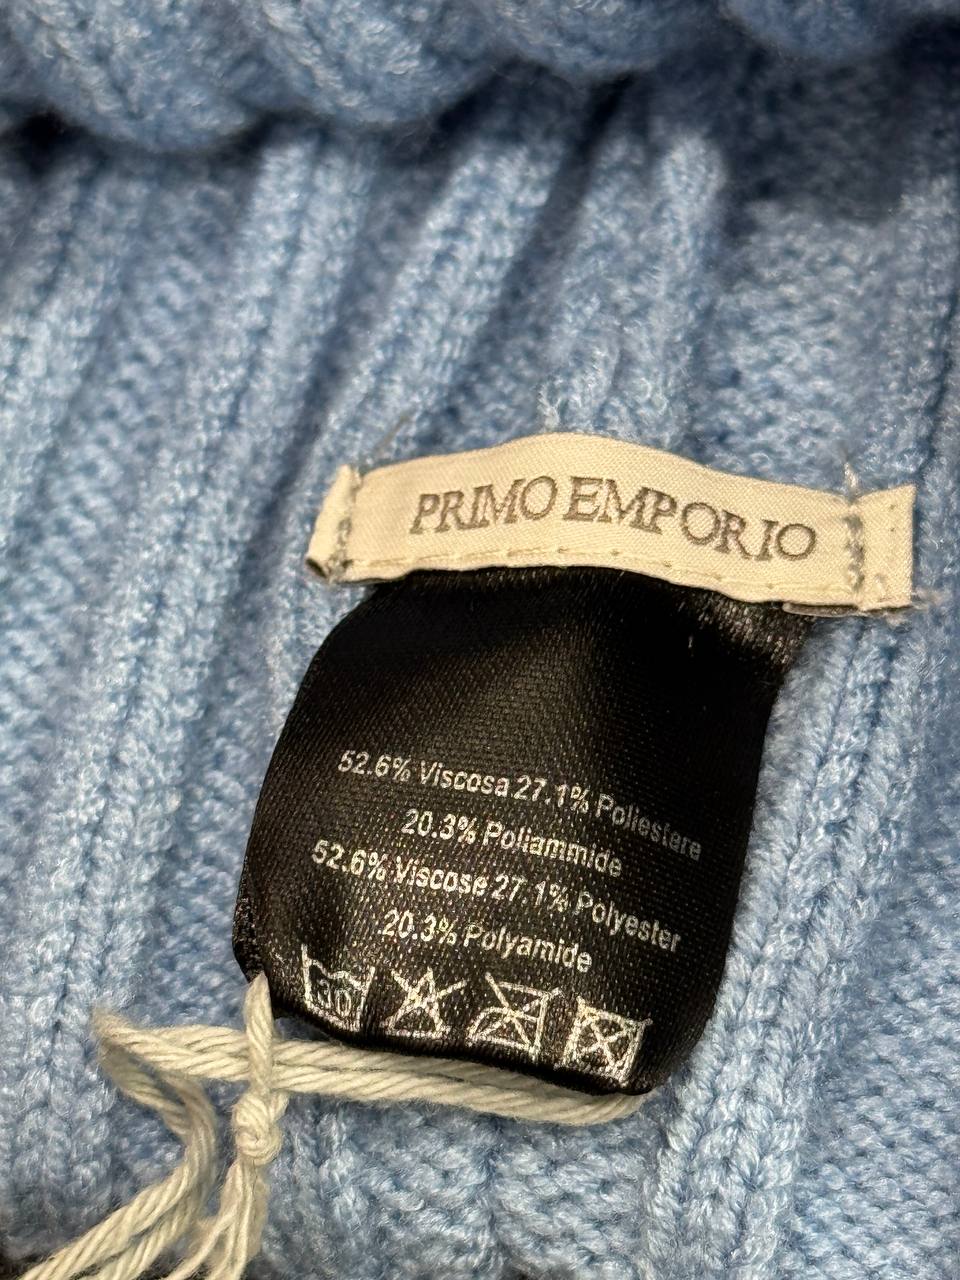 PRIMO EMPORIO
52.6% Viscosa 27.1% Poliestere
20.3% Poliammide
52.6% Viscose 27.1% Polyester
20.3% Polyamide
30